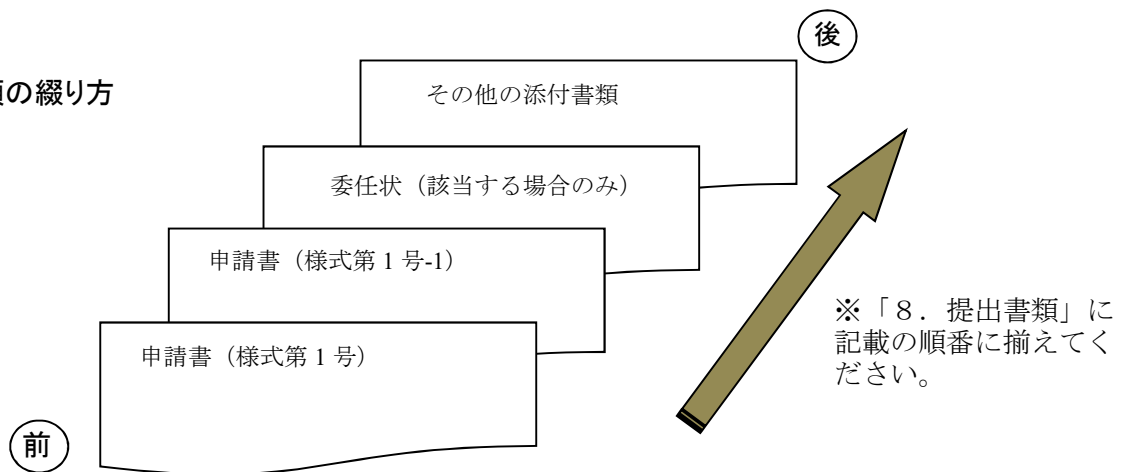 後
の綴り方
その他の添付書類
委任状（該当する場合のみ）
申請書（様式第１号-1）
申請書（様式第１号）
※「８．提出書類」に
記載の順番に揃えてく
ださい。
前